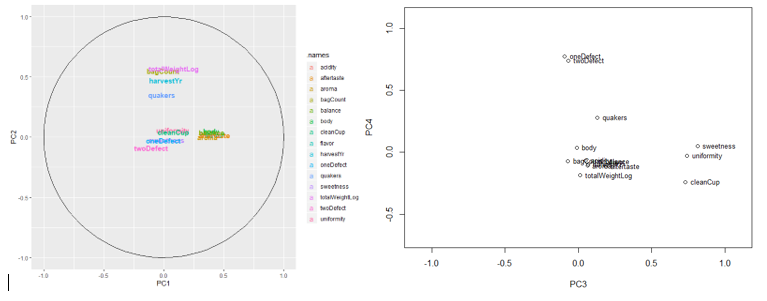 1.0
0.5
0.0
-0.5
-1.0
-1.0
-0.5
0.0
0.5
1.0
PC2
PC1
totalWeightLog
bagCount
harvestYr
quakers
uniformity
cleanCup
body
oneDefect
twoDefect
names
a acidity
a aftertaste
a aroma
a bagCount
a balance
a body
a cleanCup
a flavor
a harvestYr
a oneDefect
a quakers
a sweetness
a totalWeightLog
a twoDefect
a uniformity
1.0
0.5
0.0
-0.5
-1.0
-0.5
0.0
0.5
1.0
PC4
PC3
oneDefect
twoDefect
quakers
body
sweetness
uniformity
totalWeightLog
cleanCup